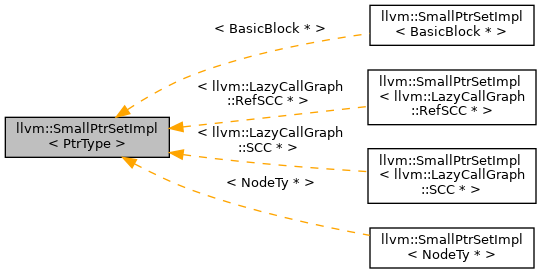 llvm::SmallPtrSetImpl
< PtrType >
< BasicBlock * >
< llvm::LazyCallGraph
::RefSCC * >
< llvm::LazyCallGraph
::SCC * >
< NodeTy * >
llvm::SmallPtrSetImpl
< BasicBlock * >
llvm::SmallPtrSetImpl
< llvm::LazyCallGraph
::RefSCC * >
llvm::SmallPtrSetImpl
< llvm::LazyCallGraph
::SCC * >
llvm::SmallPtrSetImpl
< NodeTy * >